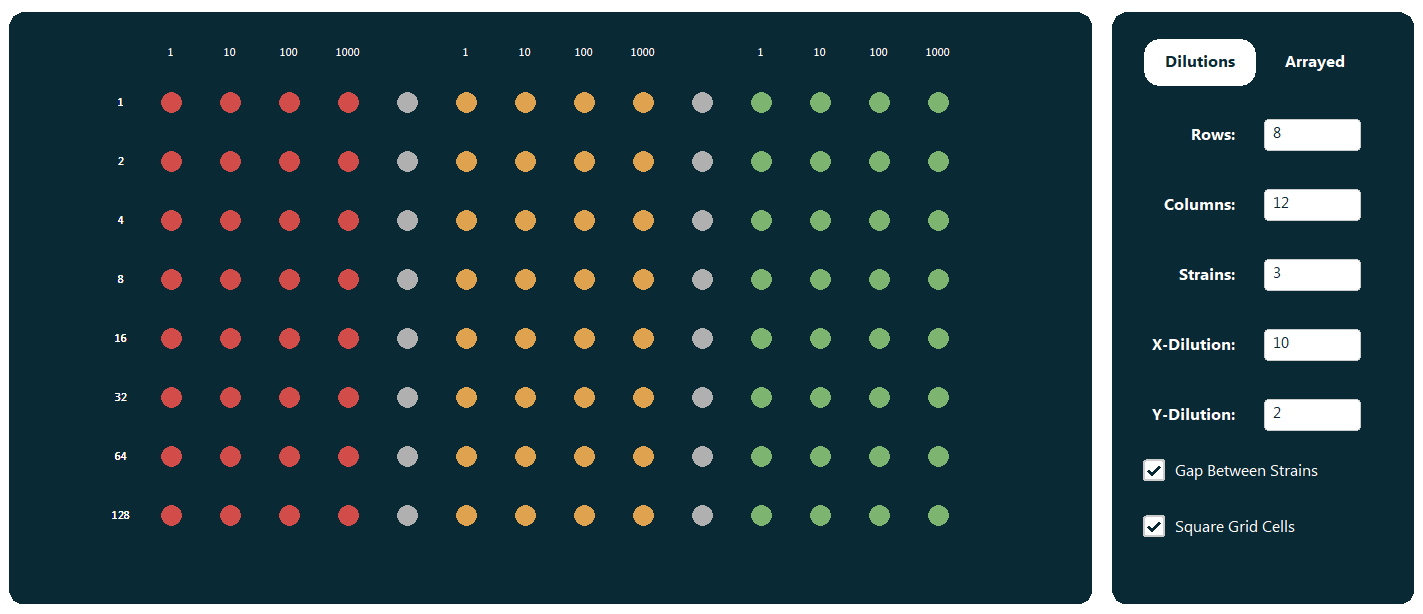 1 10 100 1000 1 10 100 1000 1 10 100 1000
1
2
4
8
16
32
64
128
Dilutions Arrayed
Rows: 8
Columns: 12
Strains: 3
X-Dilution: 10
Y-Dilution: 2
Gap Between Strains
Square Grid Cells